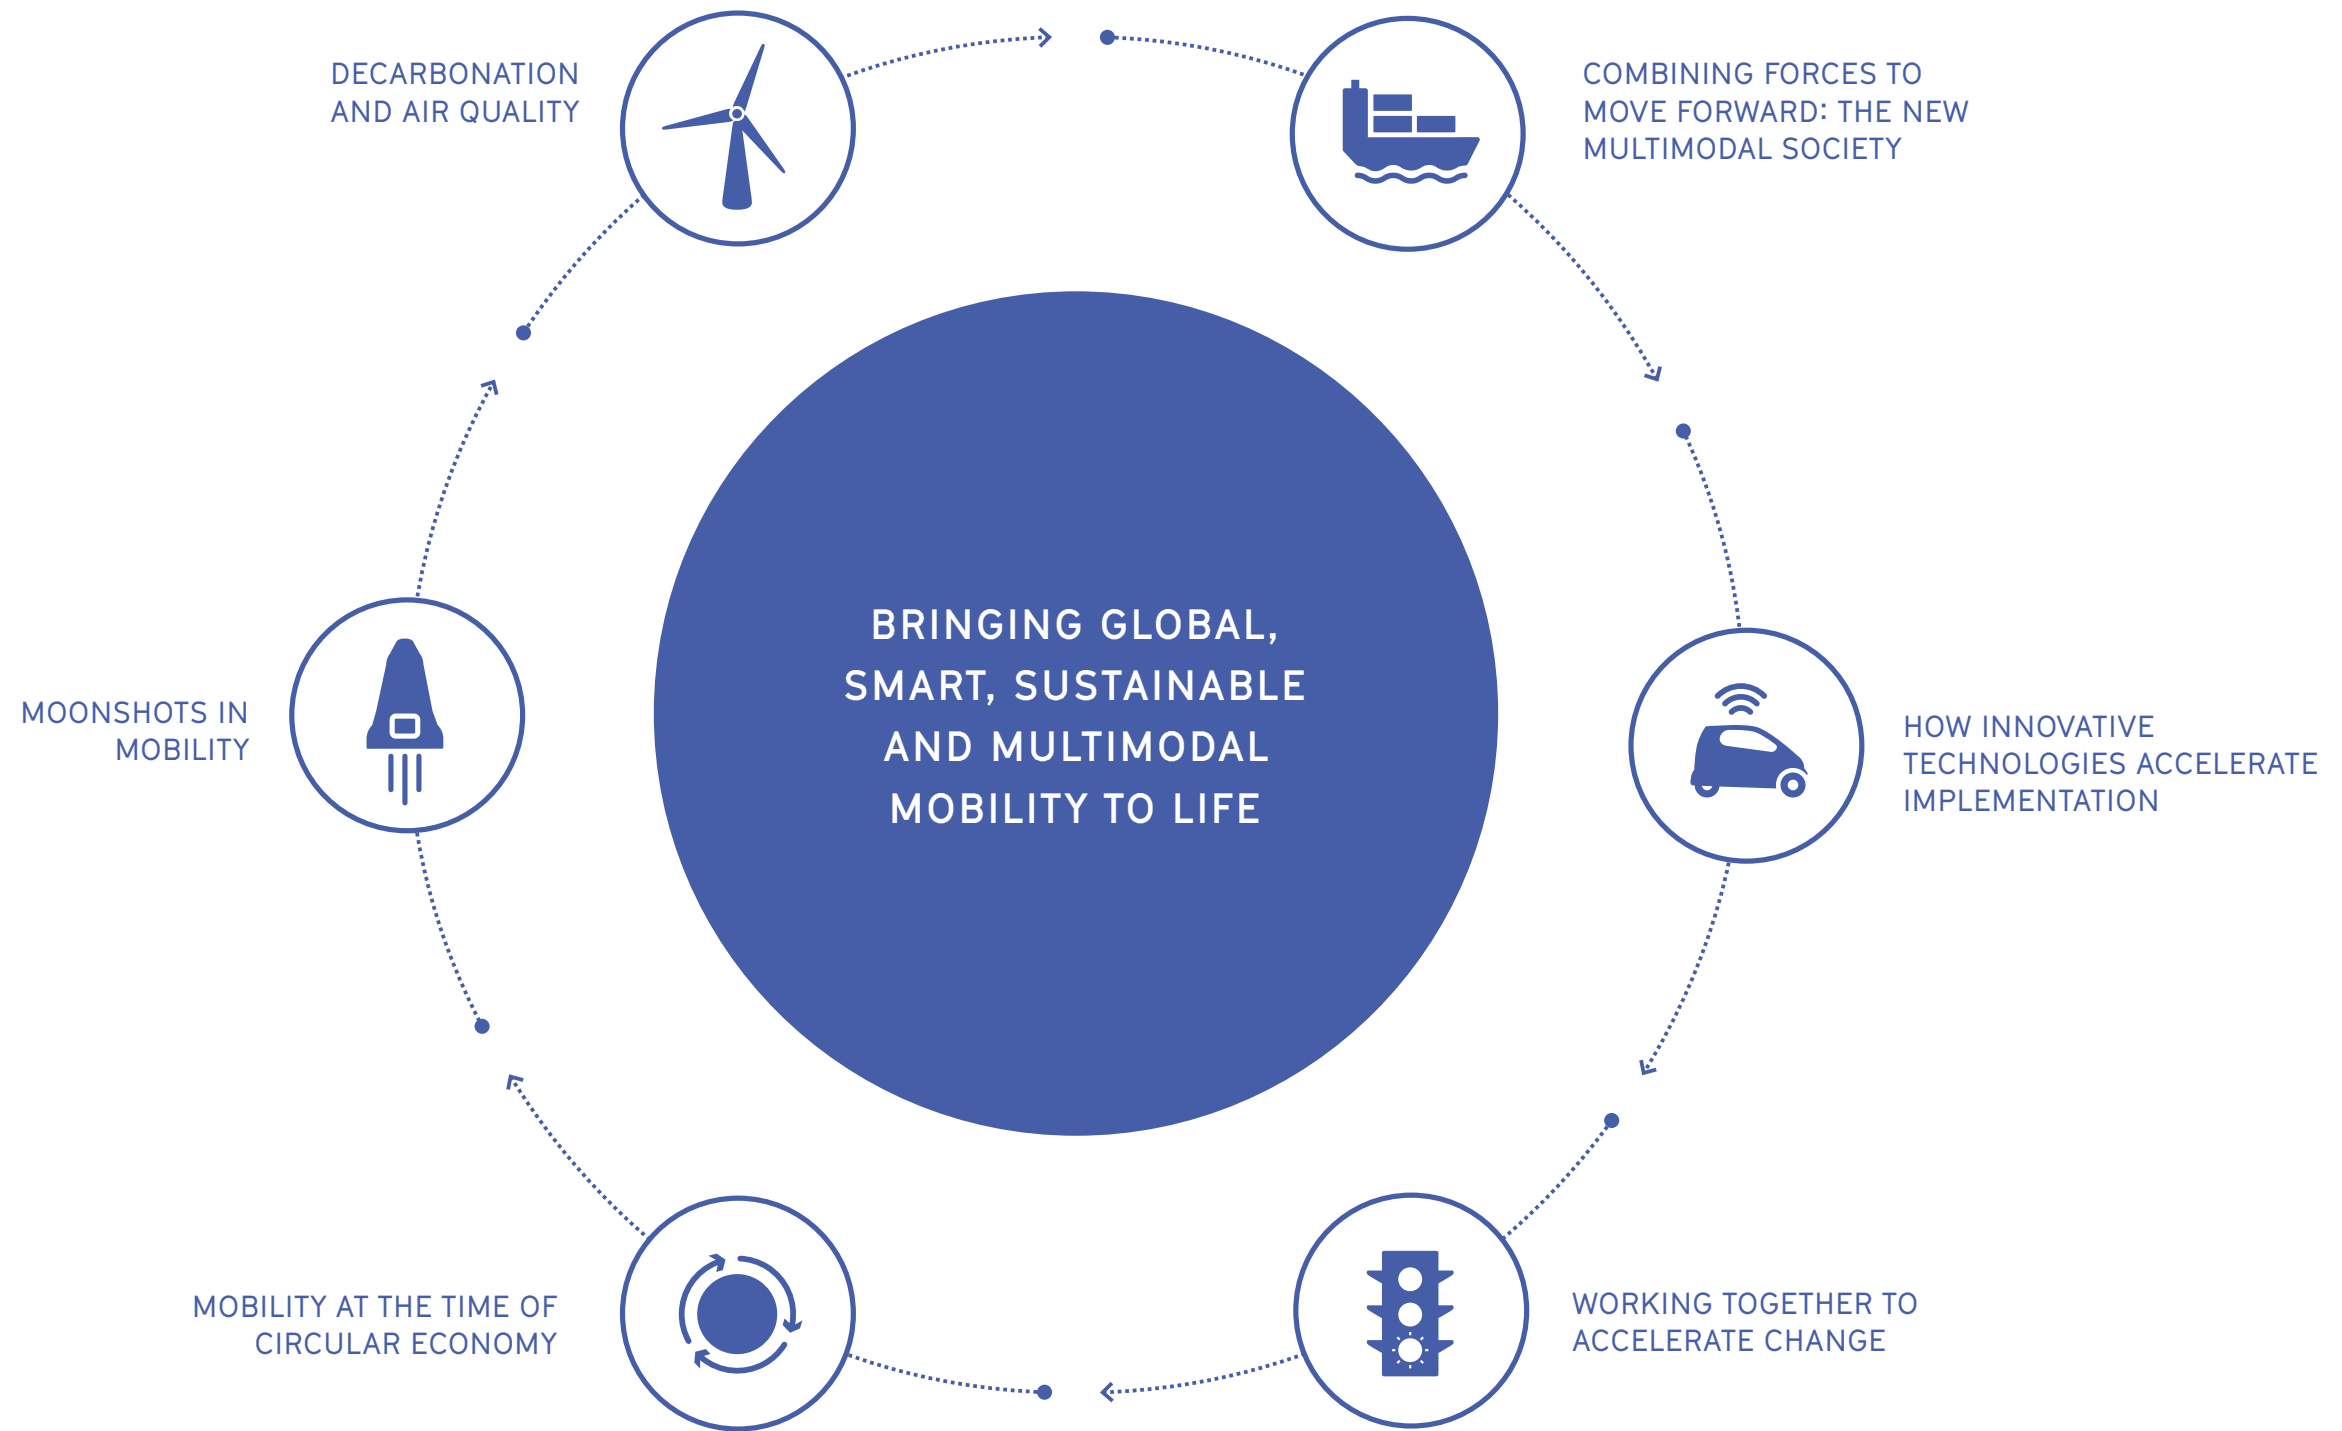 DECARBONATION
AND AIR QUALITY
COMBINING FORCES TO
MOVE FORWARD: THE NEW
MULTIMODAL SOCIETY
BRINGING GLOBAL,
SMART, SUSTAINABLE
AND MULTIMODAL
MOBILITY TO LIFE
MOONSHOTS IN
MOBILITY
HOW INNOVATIVE
TECHNOLOGIES ACCELERATE
IMPLEMENTATION
MOBILITY AT THE TIME OF
CIRCULAR ECONOMY
WORKING TOGETHER TO
ACCELERATE CHANGE